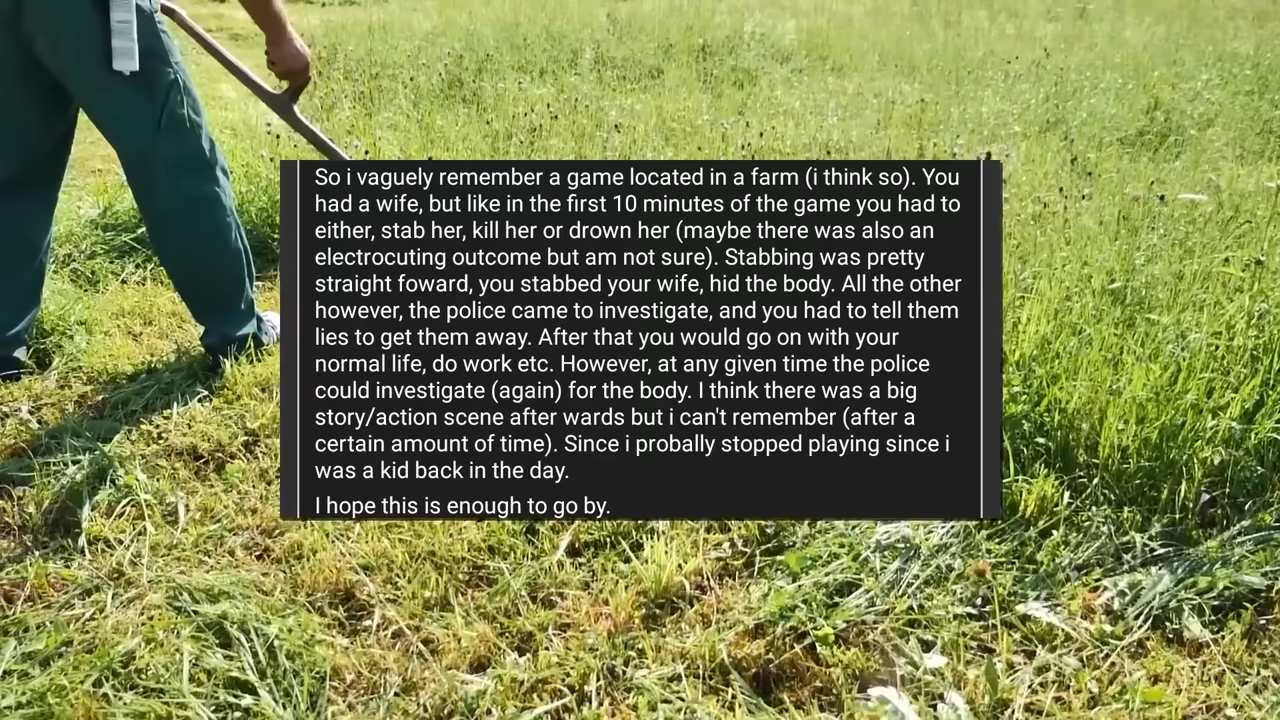 So i vaguely remember a game located in a farm (i think so). You
had a wife, but like in the first 10 minutes of the game you had to
either, stab her, kill her or drown her (maybe there was also an
electrocuting outcome but am not sure). Stabbing was pretty
straight foward, you stabbed your wife, hid the body. All the other
however, the police came to investigate, and you had to tell them
lies to get them away. After that you would go on with your
normal life, do work etc. However, at any given time the police
could investigate (again) for the body. I think there was a big
story/action scene after wards but i can't remember (after a
certain amount of time). Since i probally stopped playing since i
was a kid back in the day.
I hope this is enough to go by.